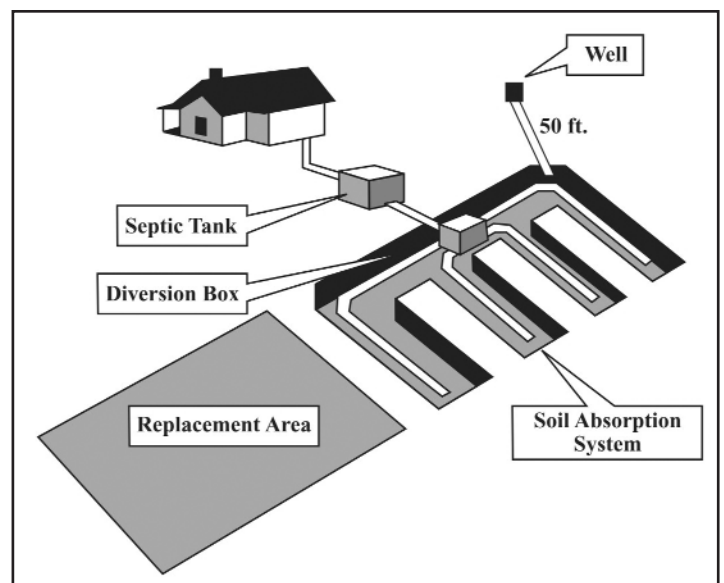 Well
50 ft.
Septic Tank
Diversion Box
Replacement Area
Soil Absorption
System